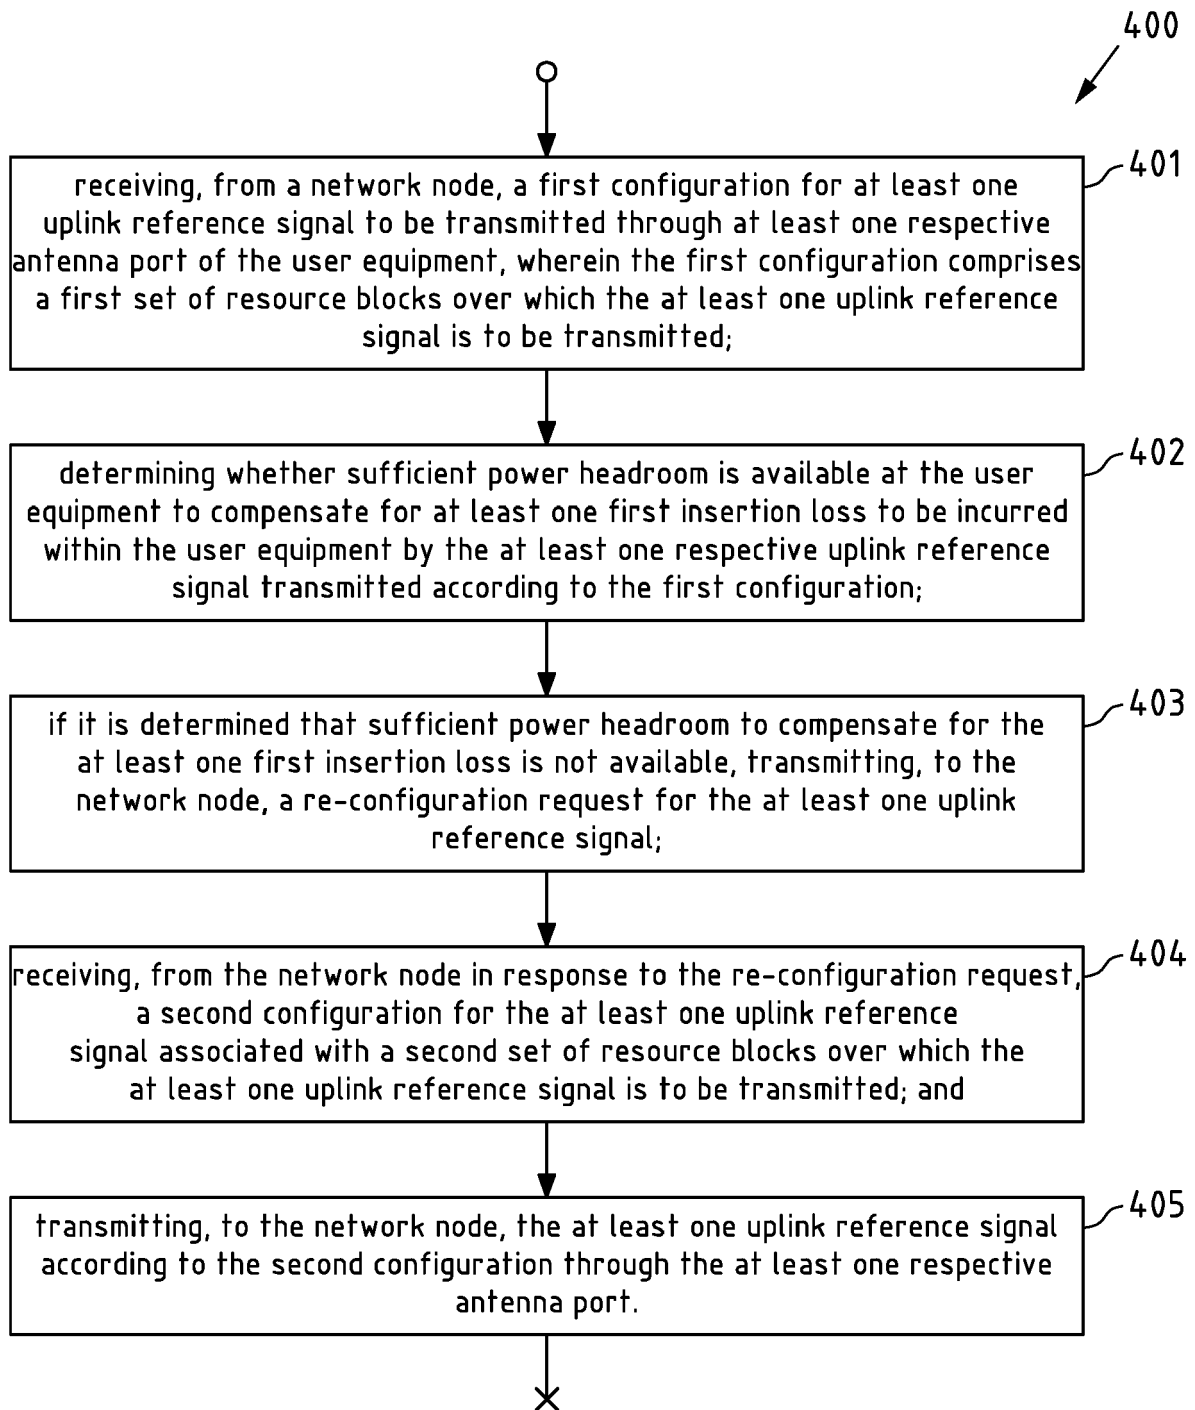 400
401
receiving, from a network node, a first configuration for at least one
uplink reference signal to be transmitted through at least one respective
antenna port of the user equipment, wherein the first configuration comprises
a first set of resource blocks over which the at least one uplink reference
signal is to be transmitted;
402
determining whether sufficient power headroom is available at the user
equipment to compensate for at least one first insertion loss to be incurred
within the user equipment by the at least one respective uplink reference
signal transmitted according to the first configuration;
403
if it is determined that sufficient power headroom to compensate for the
at least one first insertion loss is not available, transmitting, to the
network node, a re-configuration request for the at least one uplink
reference signal;
404
receiving, from the network node in response to the re-configuration request,
a second configuration for the at least one uplink reference
signal associated with a second set of resource blocks over which the
at least one uplink reference signal is to be transmitted; and
405
transmitting, to the network node, the at least one uplink reference signal
according to the second configuration through the at least one respective
antenna port.